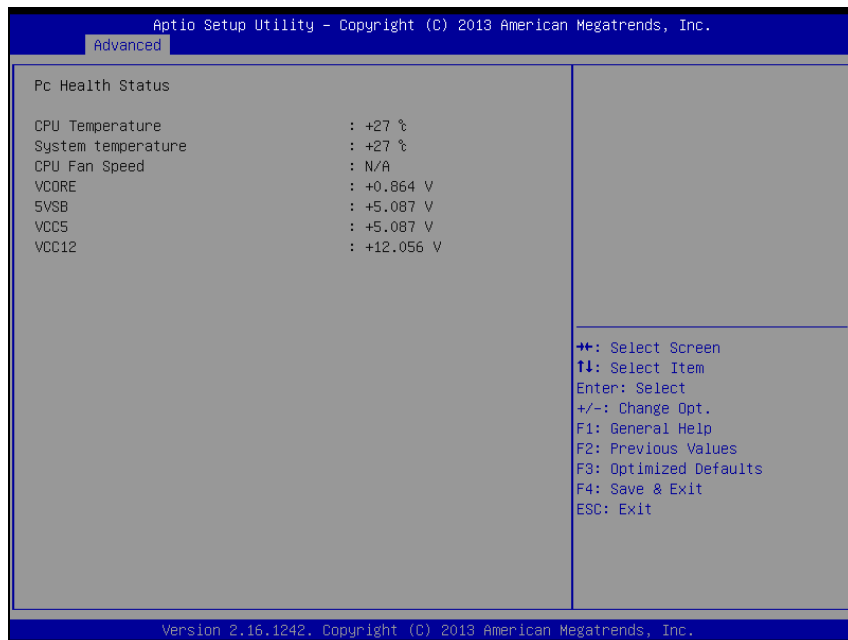 Aptio Setup Utility – Copyright (C) 2013 American Megatrends, Inc.
Advanced
Pc Health Status
CPU Temperature : +27 ℃
System temperature : +27 ℃
CPU Fan Speed : N/A
VCORE : +0.864 V
5VSB : +5.087 V
VCC5 : +5.087 V
VCC12 : +12.056 V
→←: Select Screen
↑↓: Select Item
Enter: Select
+/-: Change Opt.
F1: General Help
F2: Previous Values
F3: Optimized Defaults
F4: Save & Exit
ESC: Exit
Version 2.16.1242. Copyright (C) 2013 American Megatrends, Inc.